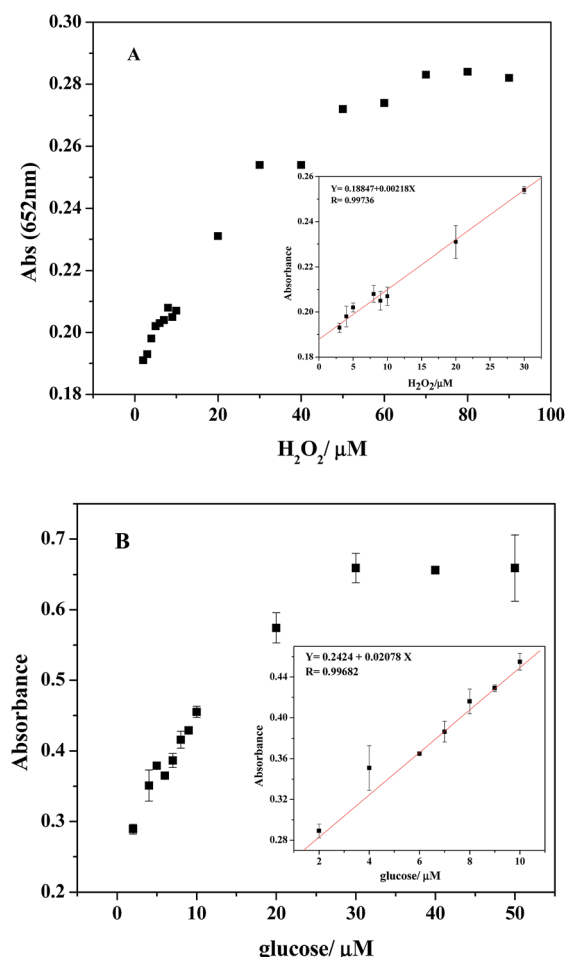 A
0.30
0.28
0.26
0.24
0.22
0.20
0.18
Abs (652nm)
0 20 40 60 80 100
H₂O₂/ μM
Y= 0.18847+0.00218X
R= 0.99736
0.26
0.24
0.22
0.20
0.18
Absorbance
0 5 10 15 20 25 30
H₂O₂/μM
B
0.7
0.6
0.5
0.4
0.3
0.2
Absorbance
0 10 20 30 40 50
glucose/ μM
Y= 0.2424 + 0.02078 X
R= 0.99682
0.44
0.40
0.36
0.32
0.28
Absorbance
2 4 6 8 10
glucose/ μM